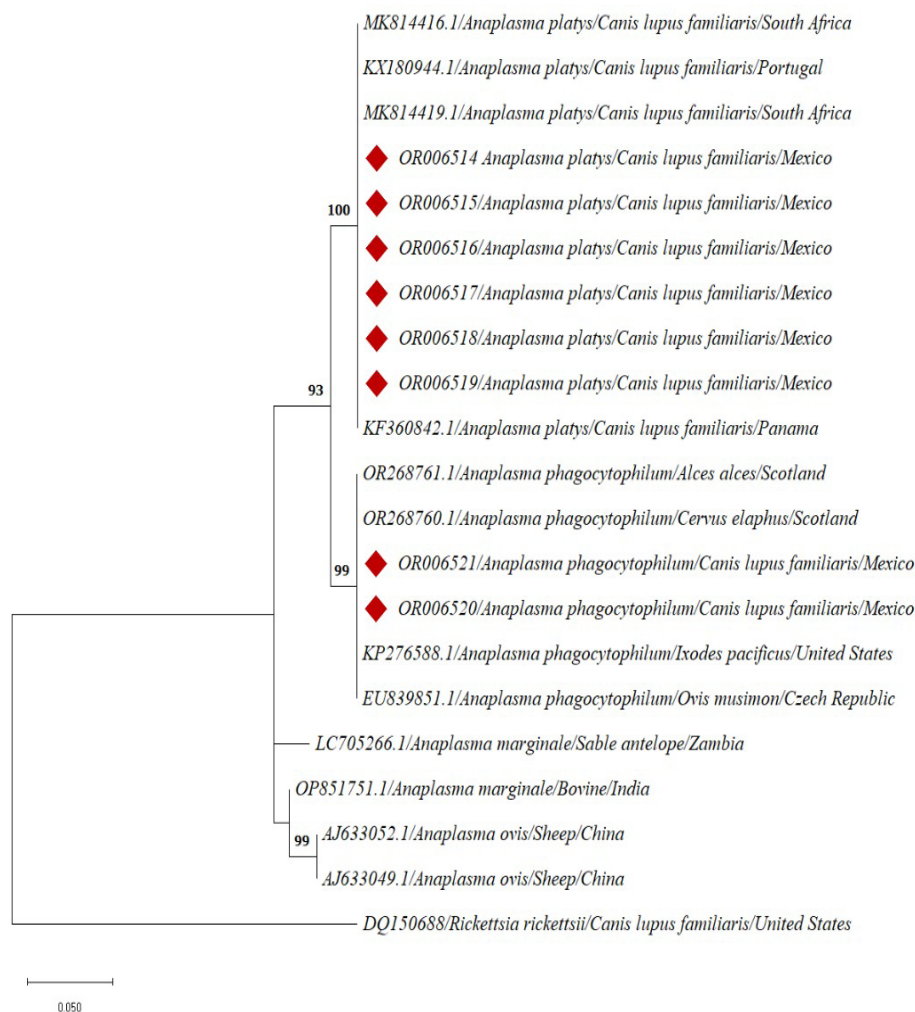 MK814416.1/Anaplasma platys/Canis lupus familiaris/South Africa
KX180944.1/Anaplasma platys/Canis lupus familiaris/Portugal
MK814419.1/Anaplasma platys/Canis lupus familiaris/South Africa
OR006514 Anaplasma platys/Canis lupus familiaris/Mexico
OR006515/Anaplasma platys/Canis lupus familiaris/Mexico
100
OR006516/Anaplasma platys/Canis lupus familiaris/Mexico
OR006517/Anaplasma platys/Canis lupus familiaris/Mexico
OR006518/Anaplasma platys/Canis lupus familiaris/Mexico
OR006519/Anaplasma platys/Canis lupus familiaris/Mexico
93
KF360842.1/Anaplasma platys/Canis lupus familiaris/Panama
OR268761.1/Anaplasma phagocytophilum/Alces alces/Scotland
OR268760.1/Anaplasma phagocytophilum/Cervus elaphus/Scotland
OR006521/Anaplasma phagocytophilum/Canis lupus familiaris/Mexico
99
OR006520/Anaplasma phagocytophilum/Canis lupus familiaris/Mexico
KP276588.1/Anaplasma phagocytophilum/Ixodes pacificus/United States
EU839851.1/Anaplasma phagocytophilum/Ovis musimon/Czech Republic
LC705266.1/Anaplasma marginale/Sable antelope/Zambia
OP851751.1/Anaplasma marginale/Bovine/India
AJ633052.1/Anaplasma ovis/Sheep/China
99
AJ633049.1/Anaplasma ovis/Sheep/China
DQ150688/Rickettsia rickettsii/Canis lupus familiaris/United States
0.050